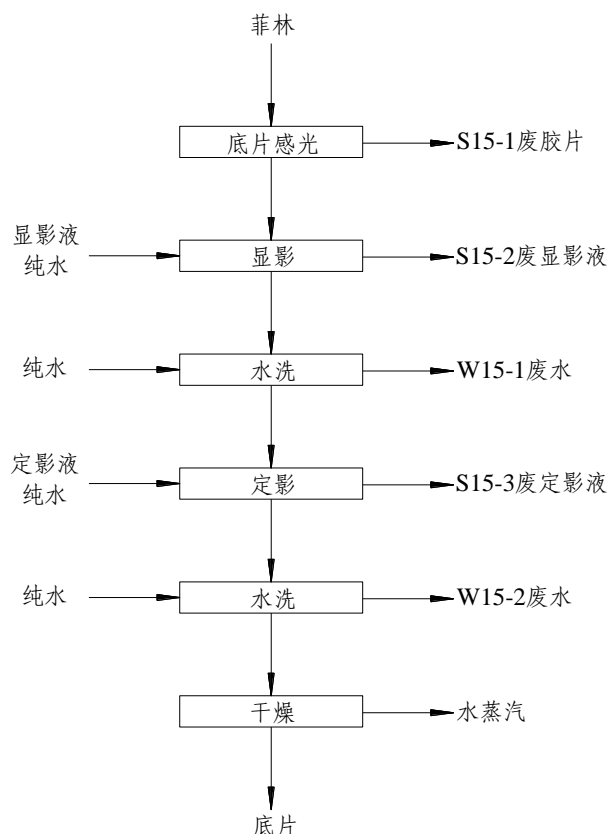 菲林
底片感光
S15-1废胶片
显影液
纯水
显影
S15-2废显影液
纯水
水洗
W15-1废水
定影液
纯水
定影
S15-3废定影液
纯水
水洗
W15-2废水
干燥
水蒸汽
底片